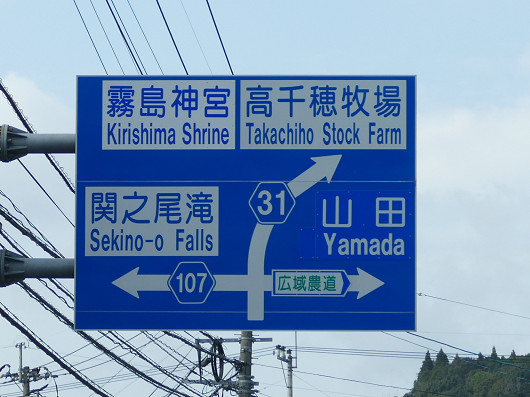 霧島神宮
Kirishima Shrine
高千穂牧場
Takachiho Stock Farm
関之尾滝
Sekino-o Falls
31
山田
Yamada
107
広域農道